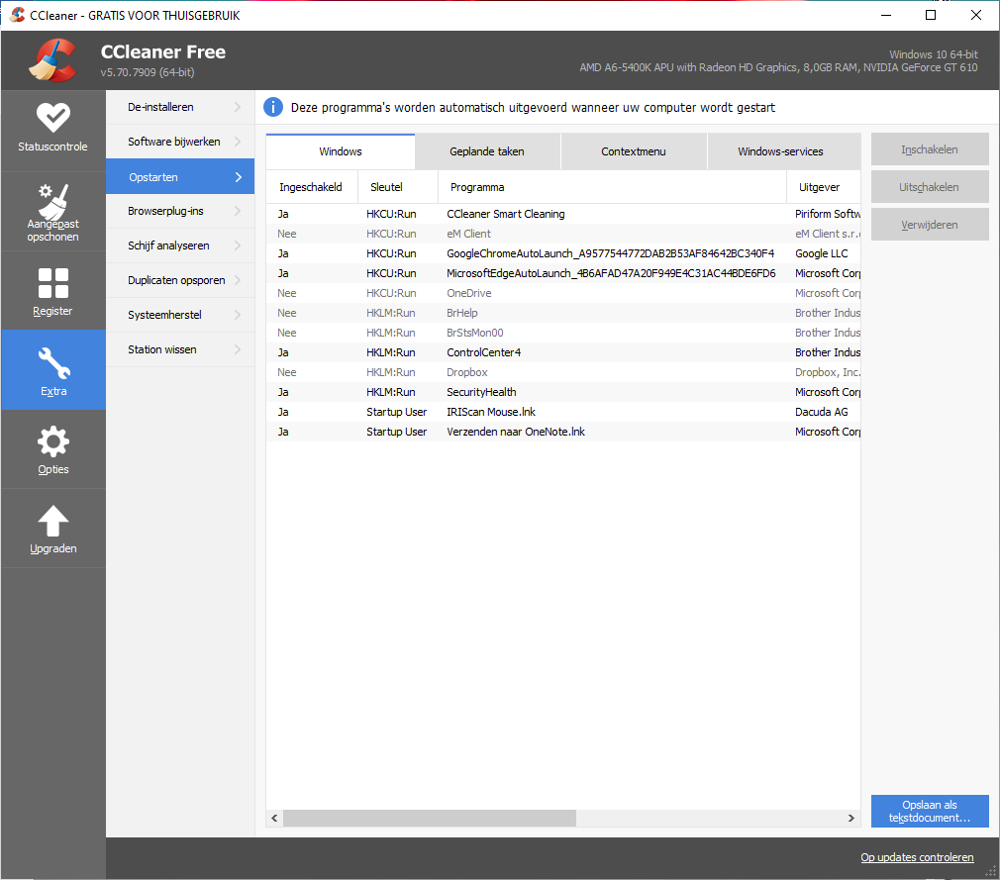 CCleaner - GRATIS VOOR THUISGEBRUIK
CCleaner Free
v5.70.7909 (64-bit)
Windows 10 64-bit
AMD A6-5400K APU with Radeon HD Graphics, 8,0GB RAM, NVIDIA GeForce GT 610
Statuscontrole
Aangepast
opschonen
Register
Extra
Opties
Upgraden
De-installeren
Software bijwerken
Opstarten
Browserplug-ins
Schijf analyseren
Duplicaten opsporen
Systeemherstel
Station wissen
Deze programma's worden automatisch uitgevoerd wanneer uw computer wordt gestart
Windows Geplande taken Contextmenu Windows-services
Ingeschakeld Sleutel Programma Uitgever
Ja HKCU:Run CCleaner Smart Cleaning Piriform Softw
Nee HKCU:Run eM Client eM Client s.r.
Ja HKCU:Run GoogleChromeAutoLaunch_A9577544772DAB2B53AF84642BC340F4 Google LLC
Ja HKCU:Run MicrosoftEdgeAutoLaunch_4B6AFAD47A20F949E4C31AC44BDE6FD6 Microsoft Corp
Nee HKCU:Run OneDrive Microsoft Corp
Nee HKLM:Run BrHelp Brother Indus
Nee HKLM:Run BrStsMon00 Brother Indus
Ja HKLM:Run ControlCenter4 Brother Indus
Nee HKLM:Run Dropbox Dropbox, Inc.
Ja HKLM:Run SecurityHealth Microsoft Corp
Ja Startup User IRIScan Mouse.lnk Dacuda AG
Ja Startup User Verzenden naar OneNote.lnk Microsoft Corp
Inschakelen
Uitschakelen
Verwijderen
Opslaan als
tekstdocument...
Op updates controleren